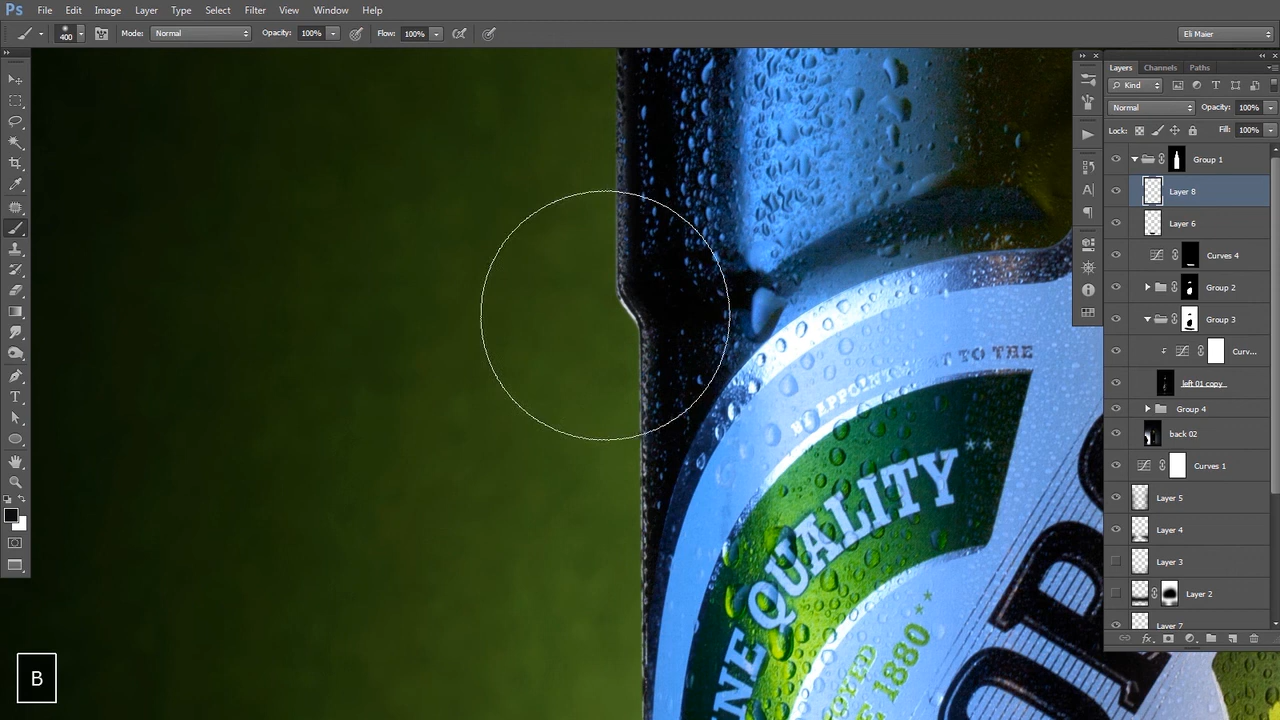 Ps File Edit Image Layer Type Select Filter View Window Help
400 Mode: Normal Opacity: 100% Flow: 100% Eli Maier
Layers Channels Paths
Kind
Normal Opacity: 100%
Lock: Fill: 100%
Group 1
Layer 8
Layer 6
Curves 4
Group 2
Group 3
Curv...
left 01 copy
Group 4
back 02
Curves 1
Layer 5
Layer 4
Layer 3
Layer 2
Layer 7
TO THE
QUALITY**
1880**
B